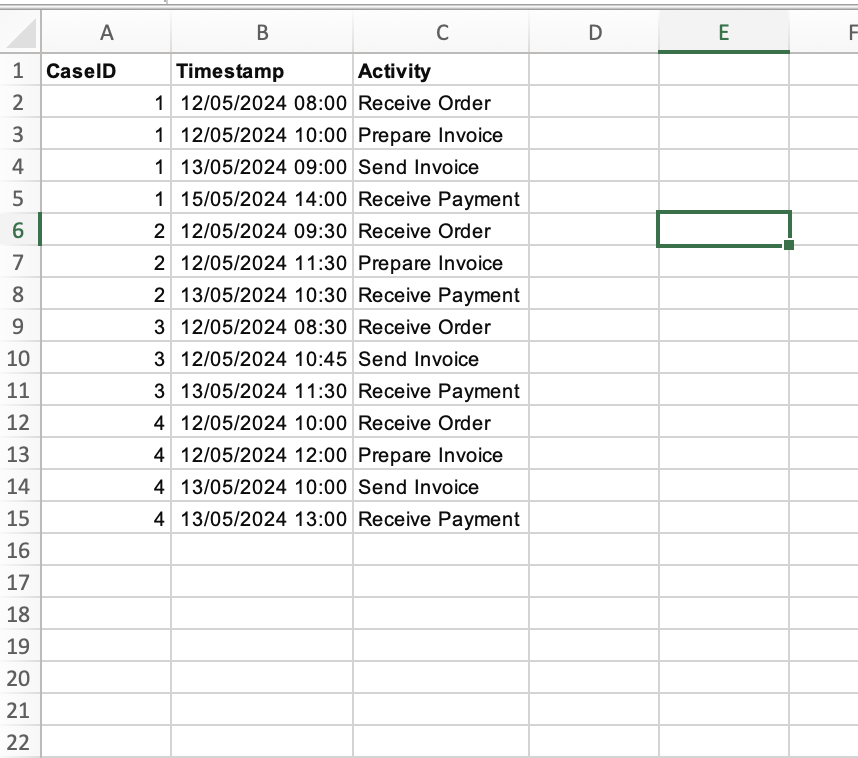 A B C D E F
1 CaseID Timestamp Activity
2 1 12/05/2024 08:00 Receive Order
3 1 12/05/2024 10:00 Prepare Invoice
4 1 13/05/2024 09:00 Send Invoice
5 1 15/05/2024 14:00 Receive Payment
6 2 12/05/2024 09:30 Receive Order
7 2 12/05/2024 11:30 Prepare Invoice
8 2 13/05/2024 10:30 Receive Payment
9 3 12/05/2024 08:30 Receive Order
10 3 12/05/2024 10:45 Send Invoice
11 3 13/05/2024 11:30 Receive Payment
12 4 12/05/2024 10:00 Receive Order
13 4 12/05/2024 12:00 Prepare Invoice
14 4 13/05/2024 10:00 Send Invoice
15 4 13/05/2024 13:00 Receive Payment
16
17
18
19
20
21
22